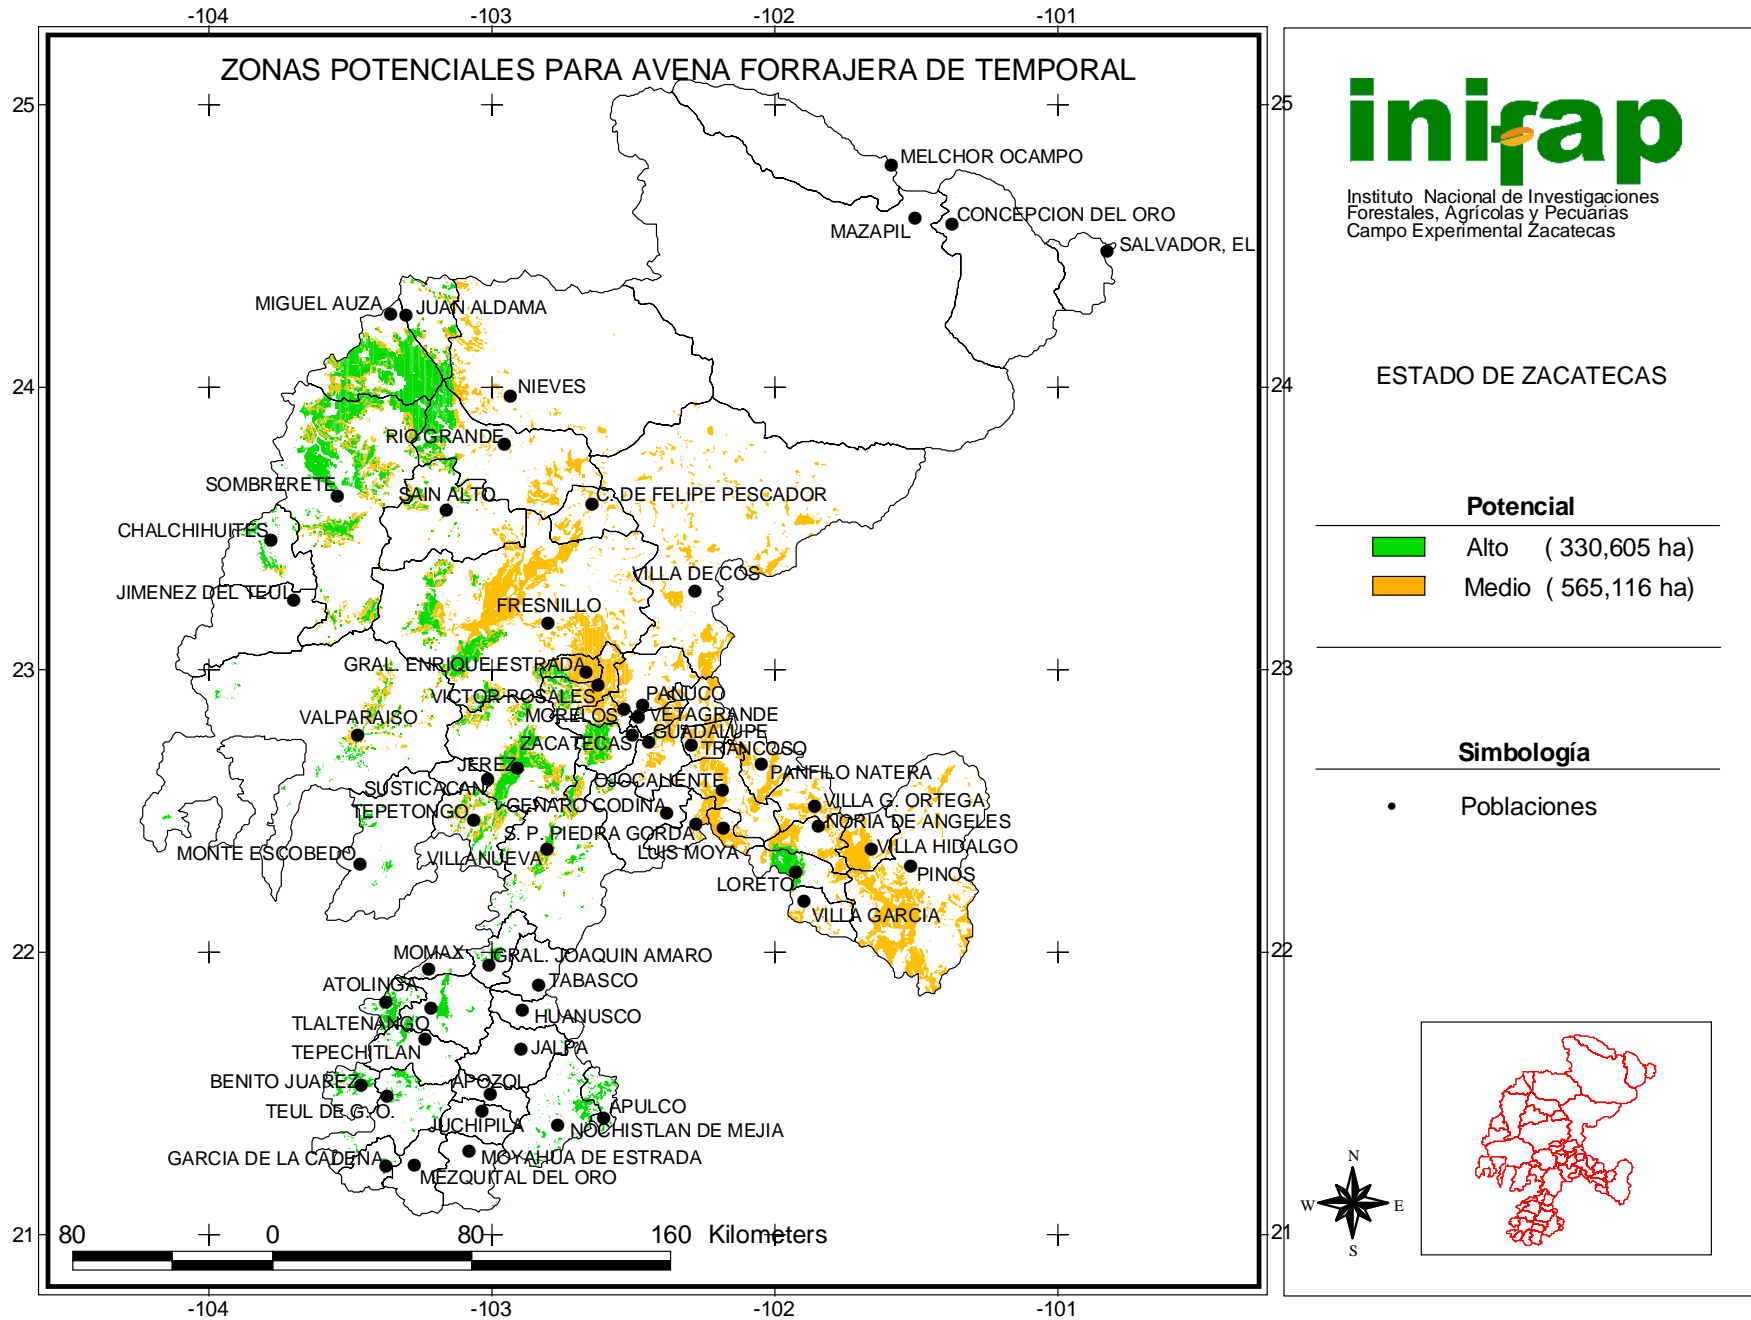 -104
-103
-102
-101
ZONAS POTENCIALES PARA AVENA FORRAJERA DE TEMPORAL
25
25
MELCHOR OCAMPO
CONCEPCION DEL ORO
MAZAPIL
SALVADOR, EL
MIGUEL AUZA
JUAN ALDAMA
24
24
NIEVES
RIO GRANDE
SOMBRERETE
SAIN ALTO
C. DE FELIPE PESCADOR
CHALCHIHUITES
VILLA DE COS
JIMENEZ DEL TEUL
FRESNILLO
23
23
GRAL. ENRIQUE ESTRADA
VICTOR ROSALES
PANUCO
VALPARAISO
MORELOS
VETAGRANDE
GUADALUPE
ZACATECAS
TRANCOSO
JEREZ
PANFILO NATERA
SUSTICACAN
OJOCALIENTE
TEPETONGO
GENARO CODINA
VILLA G. ORTEGA
S. P. PIEDRA GORDA
NORIA DE ANGELES
MONTE ESCOBEDO
VILLANUEVA
LUIS MOYA
VILLA HIDALGO
PINOS
LORETO
VILLA GARCIA
22
22
MOMAX
GRAL. JOAQUIN AMARO
ATOLINGA
TABASCO
TLALTENANGO
HUANUSCO
TEPECHITLAN
JALPA
BENITO JUAREZ
APOZOL
TEUL DE G. O.
APULCO
JUCHIPILA
NOCHISTLAN DE MEJIA
GARCIA DE LA CADENA
MOYAHUA DE ESTRADA
MEZQUITAL DEL ORO
21
21
80 0 80 160 Kilometers
-104
-103
-102
-101
inifap
Instituto Nacional de Investigaciones
Forestales, Agrícolas y Pecuarias
Campo Experimental Zacatecas
ESTADO DE ZACATECAS
Potencial
Alto ( 330,605 ha)
Medio ( 565,116 ha)
Simbología
Poblaciones
N
W E
S